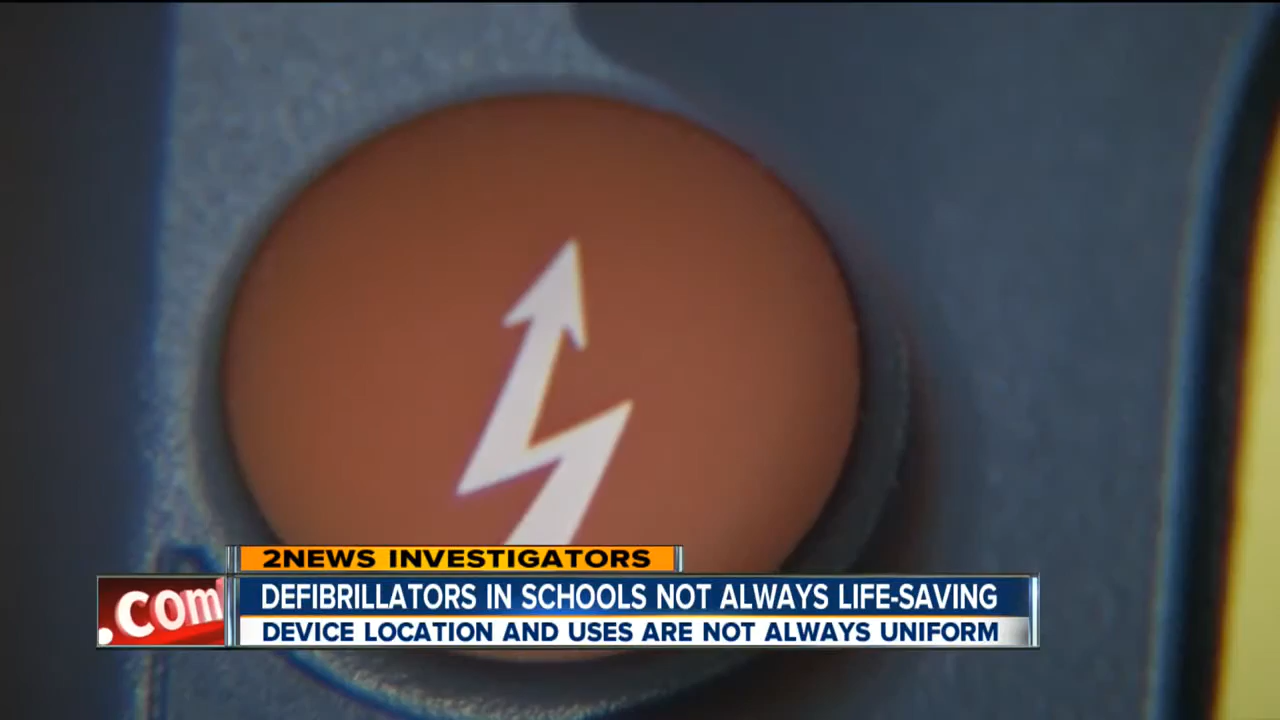 2NEWS INVESTIGATORS
.com
DEFIBRILLATORS IN SCHOOLS NOT ALWAYS LIFE-SAVING
DEVICE LOCATION AND USES ARE NOT ALWAYS UNIFORM